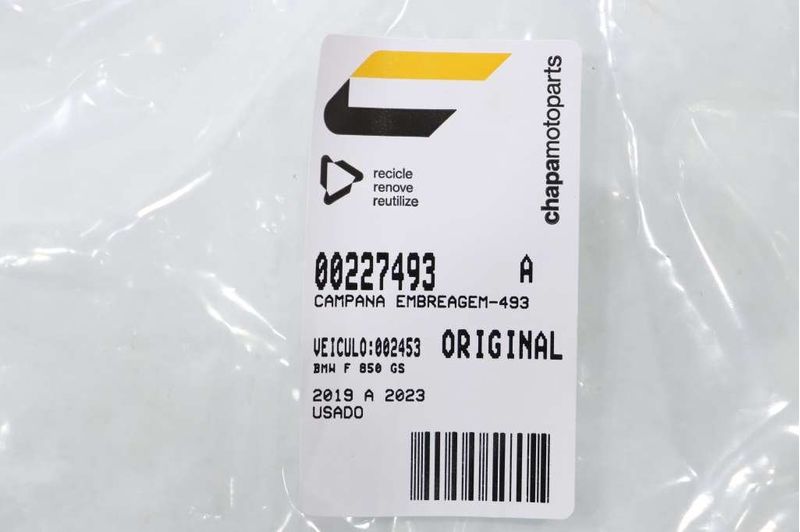 chapamotoparts
recicle
renove
reutilize
00227493 A
CAMPANA EMBREAGEM-493
VEICULO:002453 ORIGINAL
BMW F 850 GS
2019 A 2023
USADO